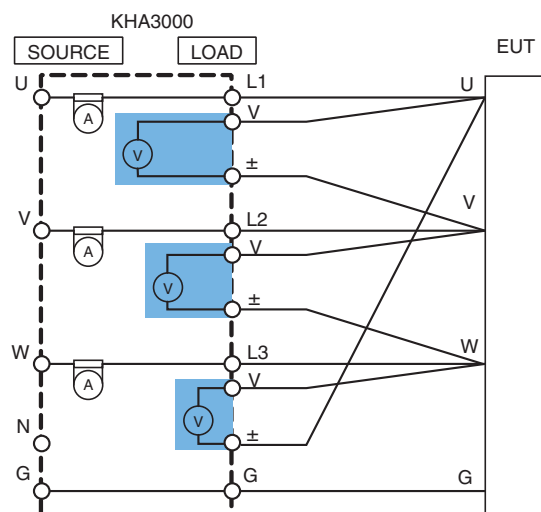 KHA3000
SOURCE LOAD EUT
U L1 U
A
V
V
±
V L2 V
A
V
V
±
W L3 W
A
V
V
N ±
G G G